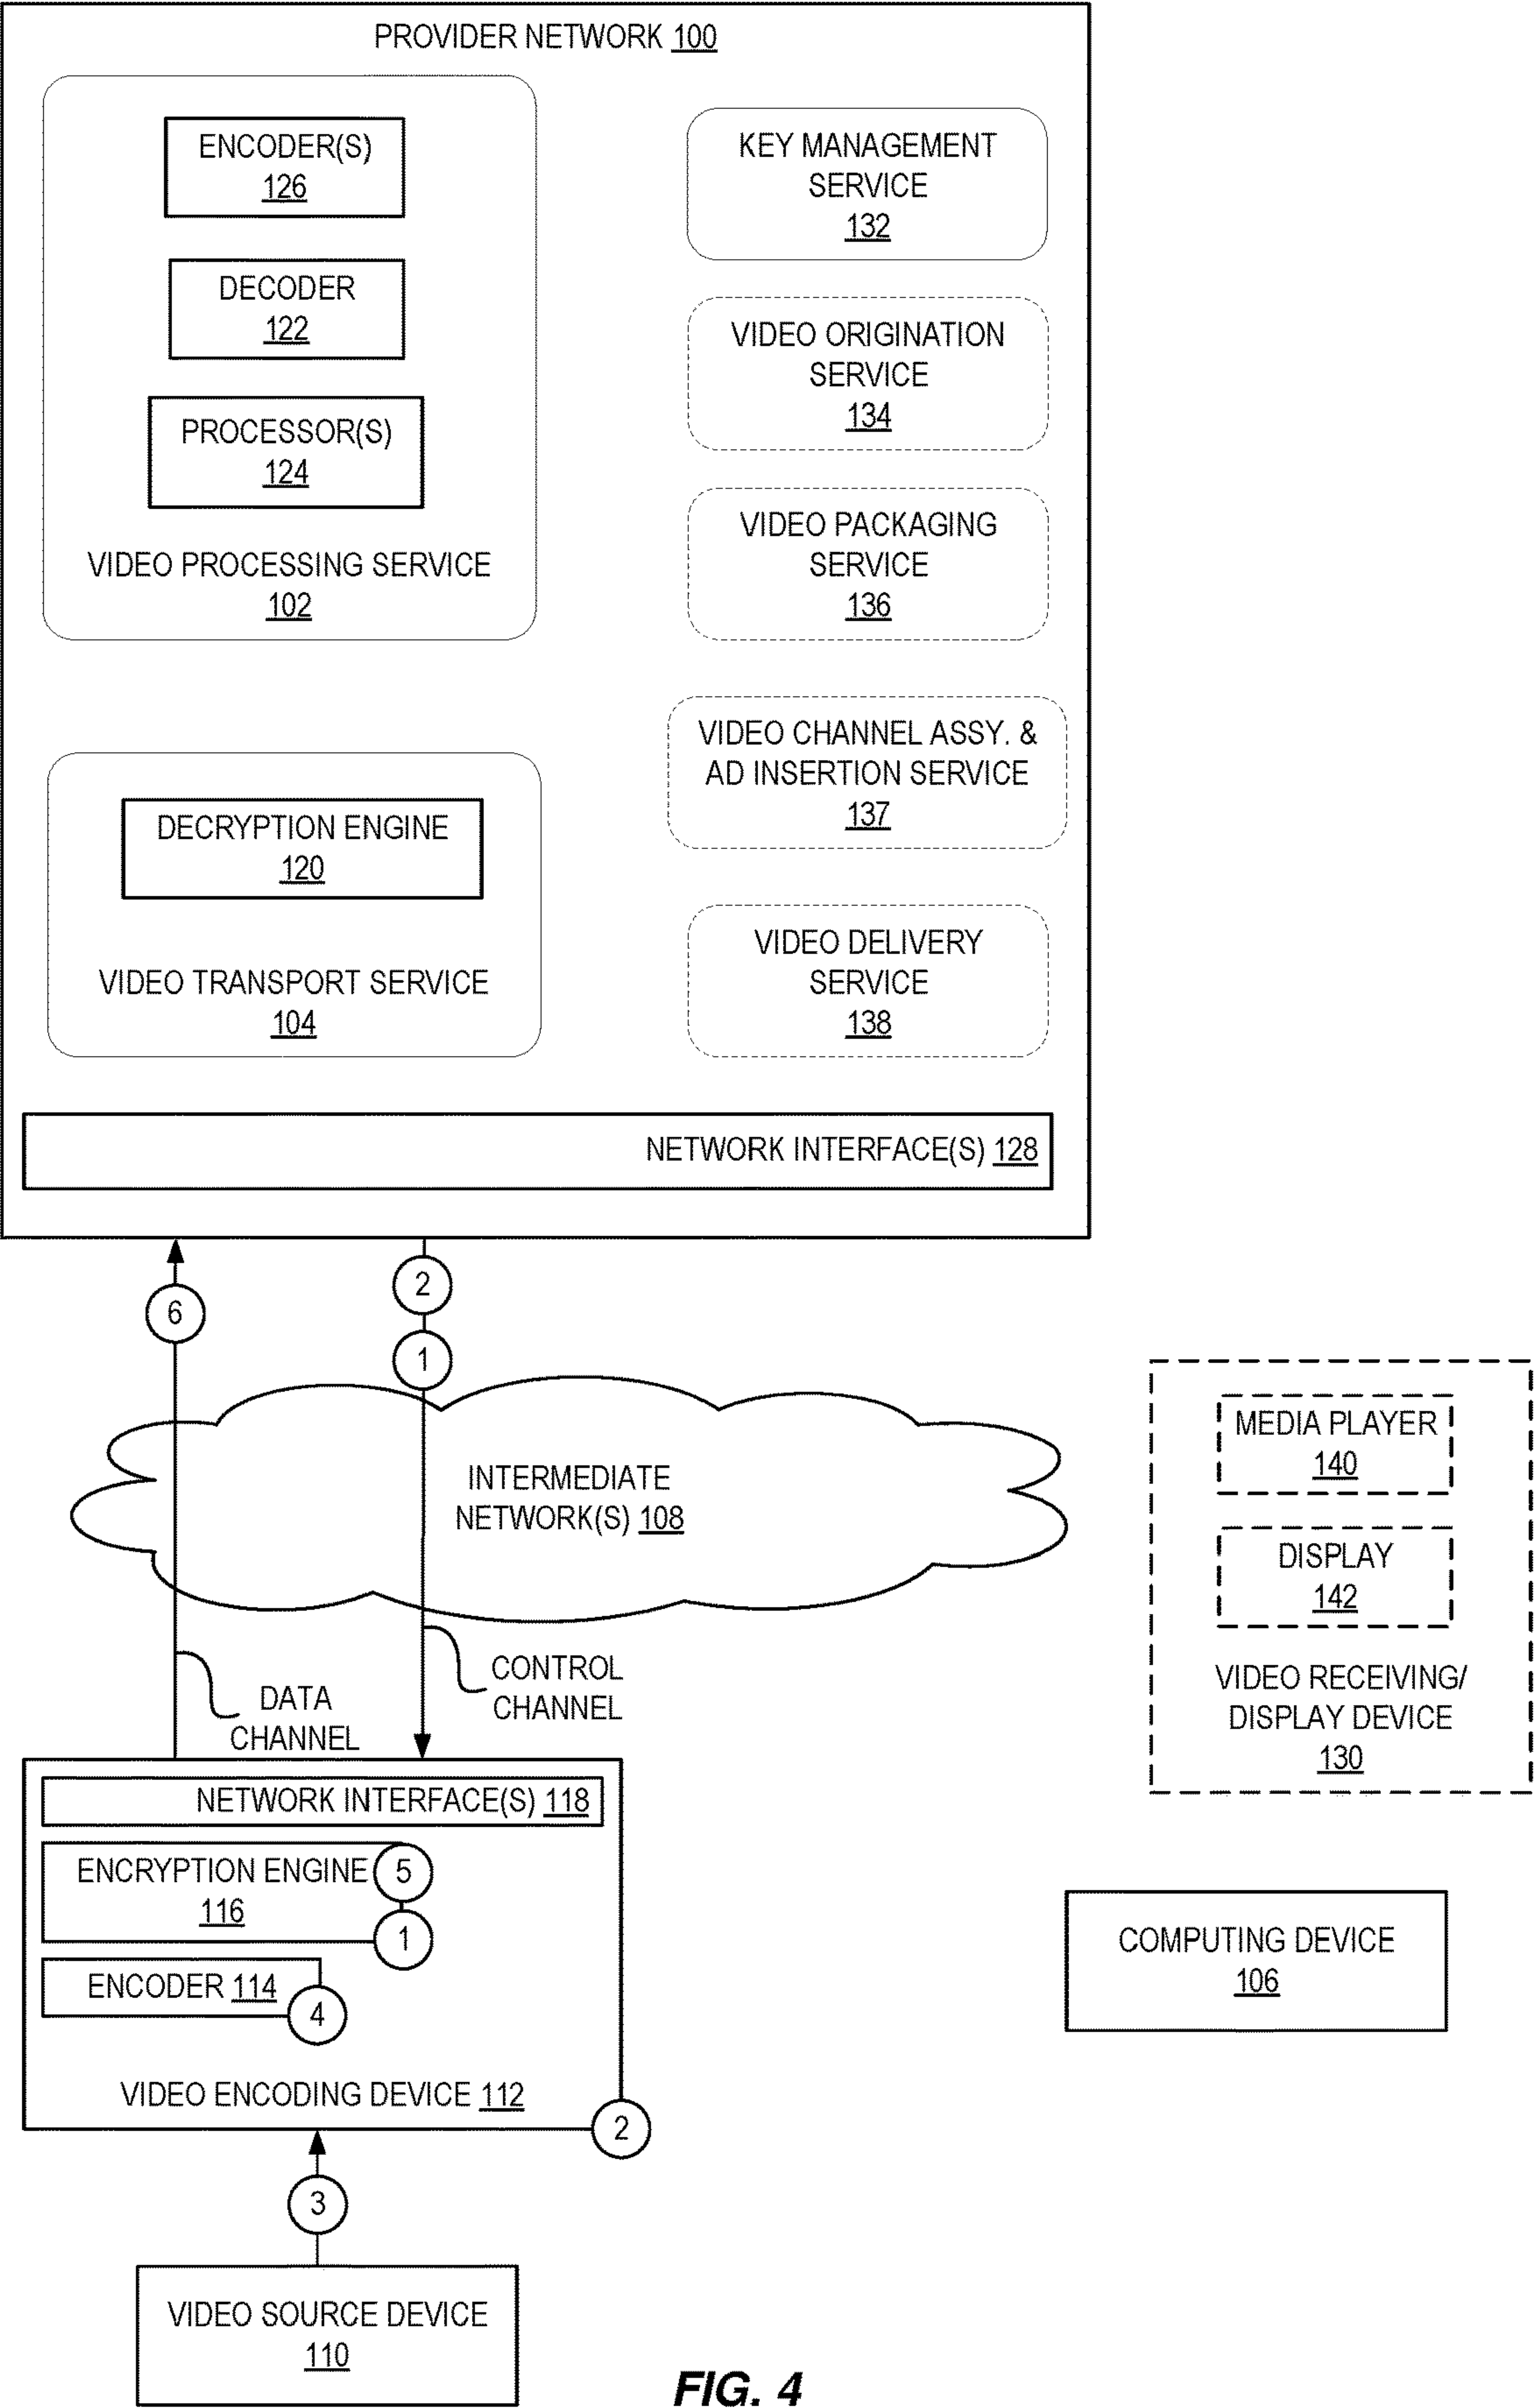 PROVIDER NETWORK 100
ENCODER(S)
126
DECODER
122
PROCESSOR(S)
124
VIDEO PROCESSING SERVICE
102
KEY MANAGEMENT
SERVICE
132
VIDEO ORIGINATION
SERVICE
134
VIDEO PACKAGING
SERVICE
136
VIDEO CHANNEL ASSY. &
AD INSERTION SERVICE
137
DECRYPTION ENGINE
120
VIDEO TRANSPORT SERVICE
104
VIDEO DELIVERY
SERVICE
138
NETWORK INTERFACE(S) 128
6
2
1
INTERMEDIATE
NETWORK(S) 108
MEDIA PLAYER
140
DISPLAY
142
VIDEO RECEIVING/
DISPLAY DEVICE
130
DATA
CHANNEL
CONTROL
CHANNEL
NETWORK INTERFACE(S) 118
ENCRYPTION ENGINE
116
5
1
ENCODER 114
4
VIDEO ENCODING DEVICE 112
2
COMPUTING DEVICE
106
3
VIDEO SOURCE DEVICE
110
FIG. 4